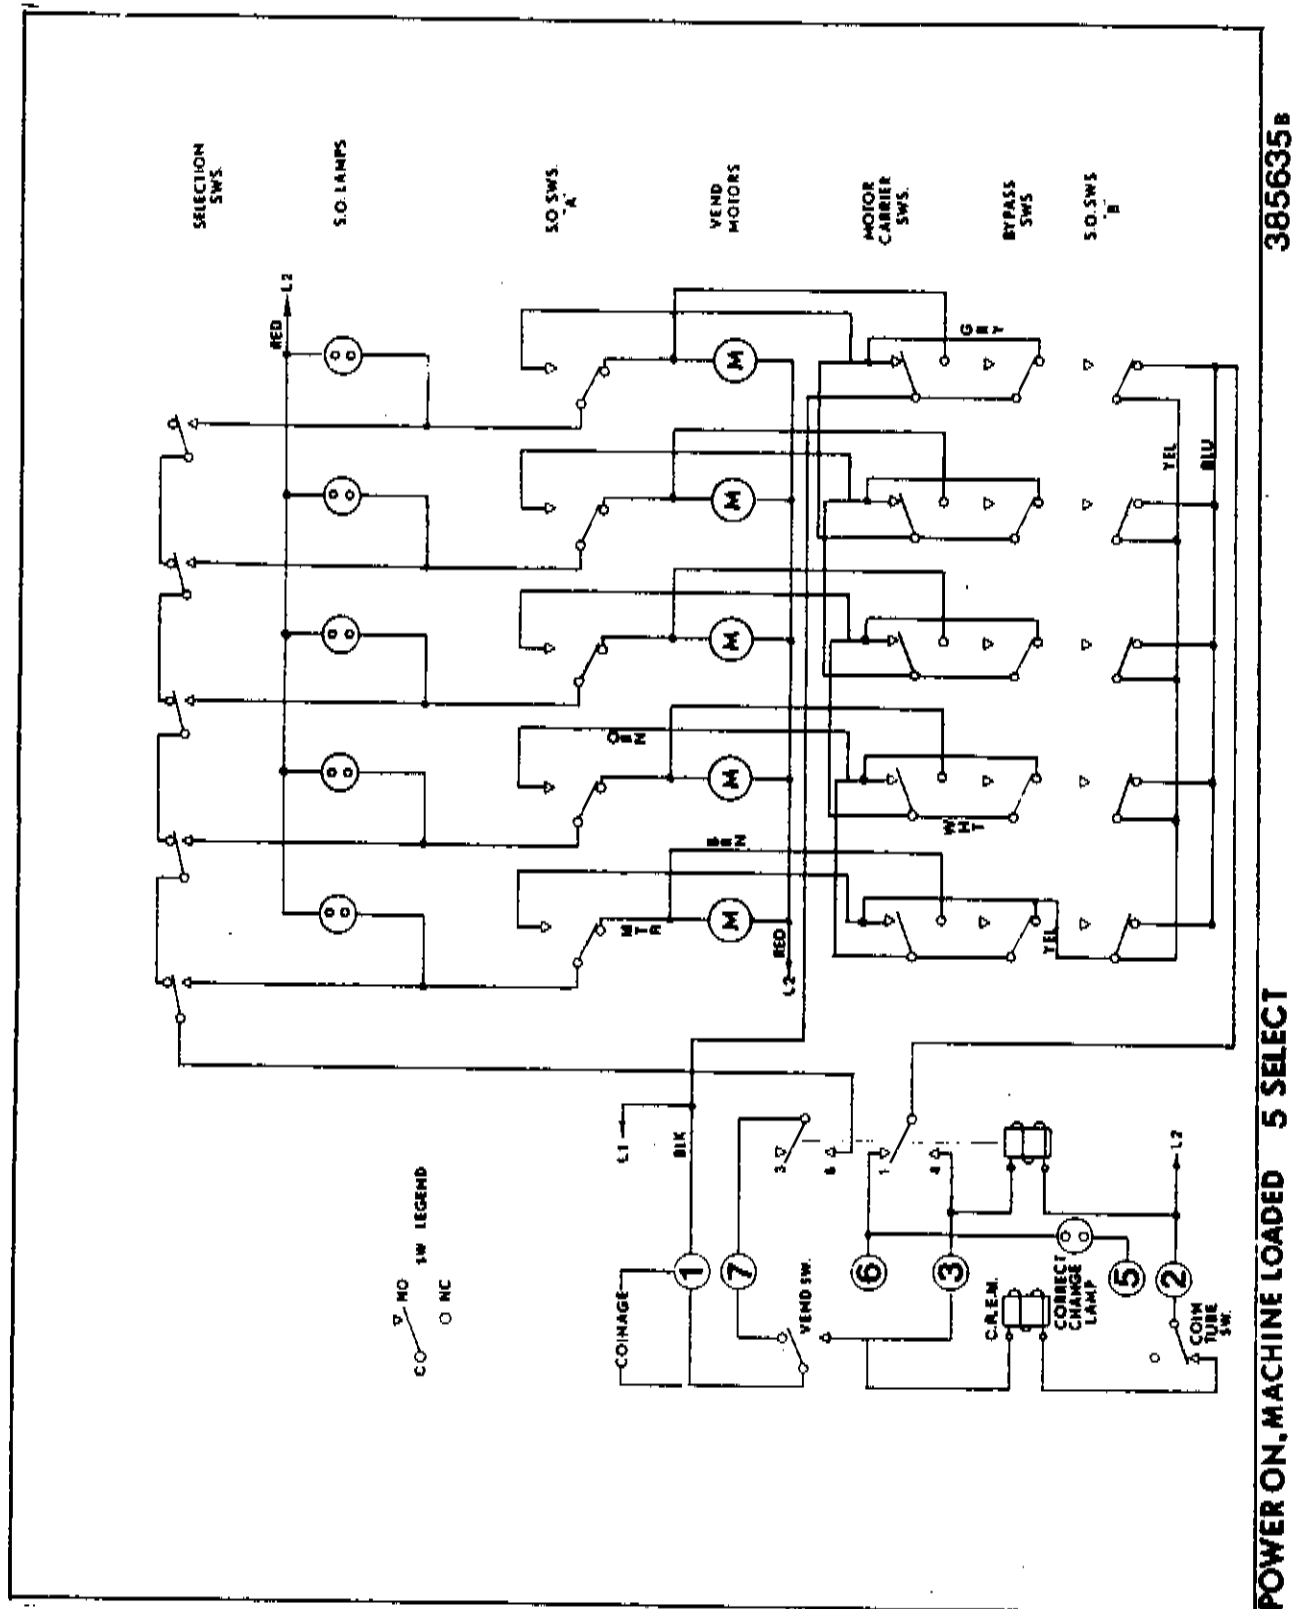 SELECTION
SWS.
S.O. LAMPS
S.O SWS.
"A"
VEND
MOTORS
MOTOR
CARRIER
SWS.
BYPASS
SWS
S.O. SWS
"B"
L2
RED
GRY
YEL
BLU
ORN
BRN
WHT
MTR
RED
L2
YEL
L1
BLK
3
6
1
4
L2
SW LEGEND
NO
C
NC
COINAGE
1
7
VEND SW.
6
3
C.R.E.M.
CORRECT
CHANGE
LAMP
5
2
COIN
TUBE
SW.
POWER ON, MACHINE LOADED 5 SELECT 385635B